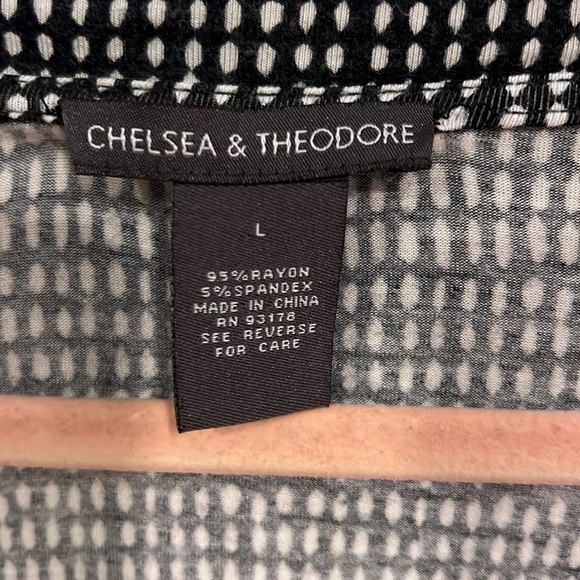 CHELSEA & THEODORE
L
95%RAYON
5%SPANDEX
MADE IN CHINA
RN 93178
SEE REVERSE
FOR CARE